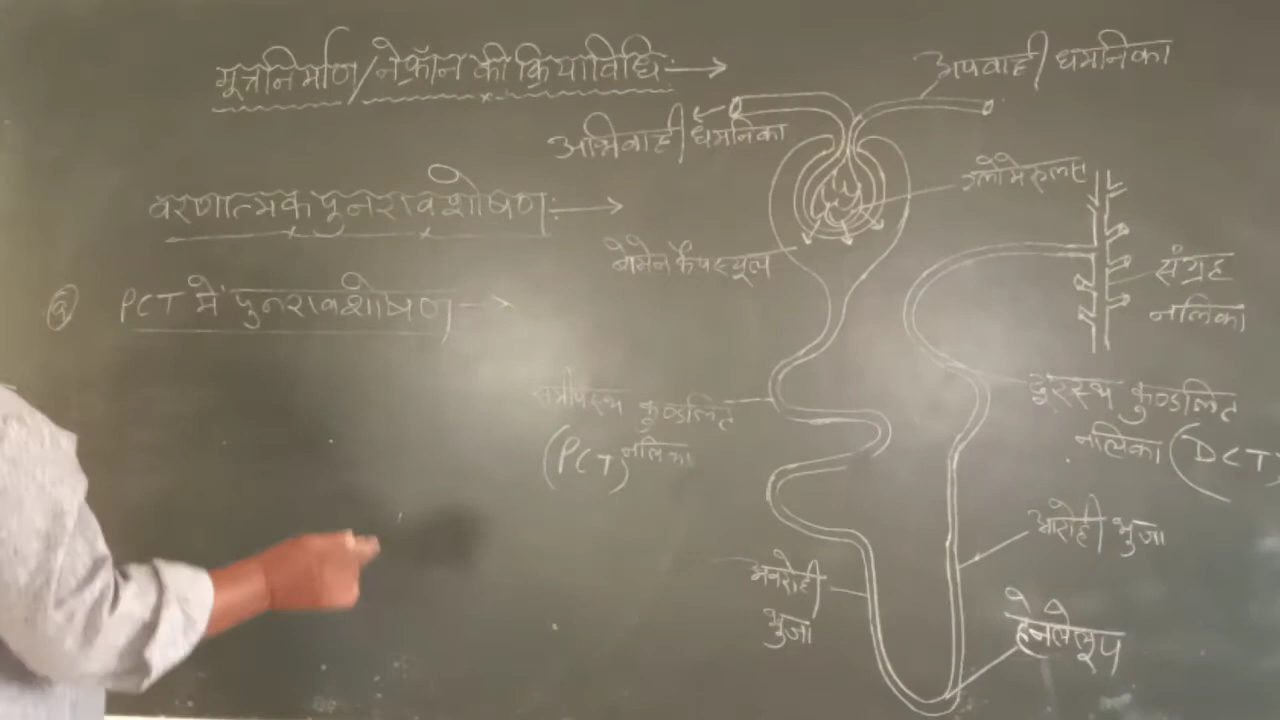 मूत्रनिर्माण/नेफ्रॉन की क्रियाविधि:→
वरणात्मक पुनरावशोषण:→
ⓐ PCT में पुनरावशोषण→
अपवाही धमनिका
अभिवाही धमनिका
ग्लोमेरुलस
बोमेन कैपस्यूल
संग्रह
नलिका
समीपस्थ कुण्डलित
(PCT) नलिका
दूरस्थ कुण्डलित
नलिका (DCT)
आरोही भुजा
अवरोही
भुजा
हेनलेलूप